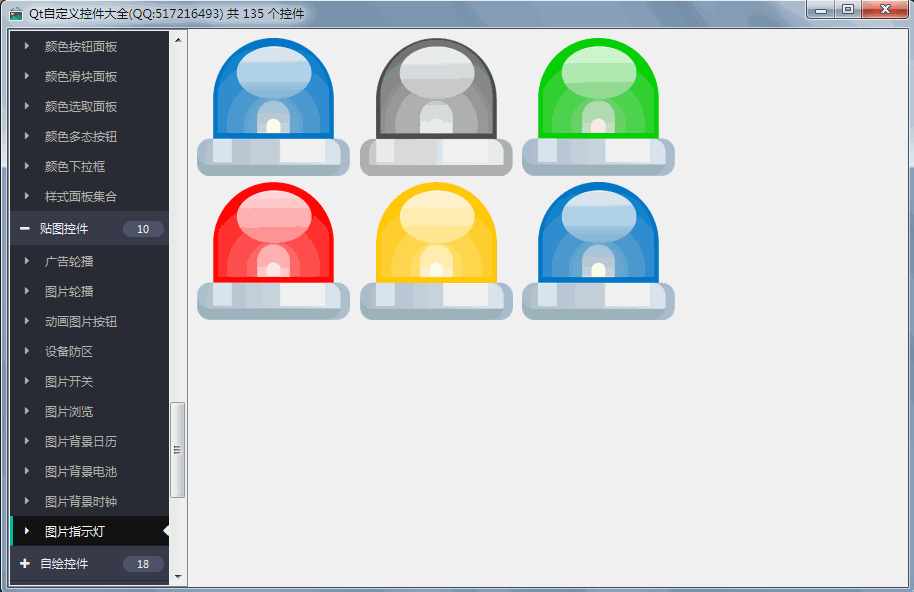 Qt自定义控件大全(QQ:517216493) 共 135 个控件
颜色按钮面板
颜色滑块面板
颜色选取面板
颜色多态按钮
颜色下拉框
样式面板集合
贴图控件 10
广告轮播
图片轮播
动画图片按钮
设备防区
图片开关
图片浏览
图片背景日历
图片背景电池
图片背景时钟
图片指示灯
自绘控件 18